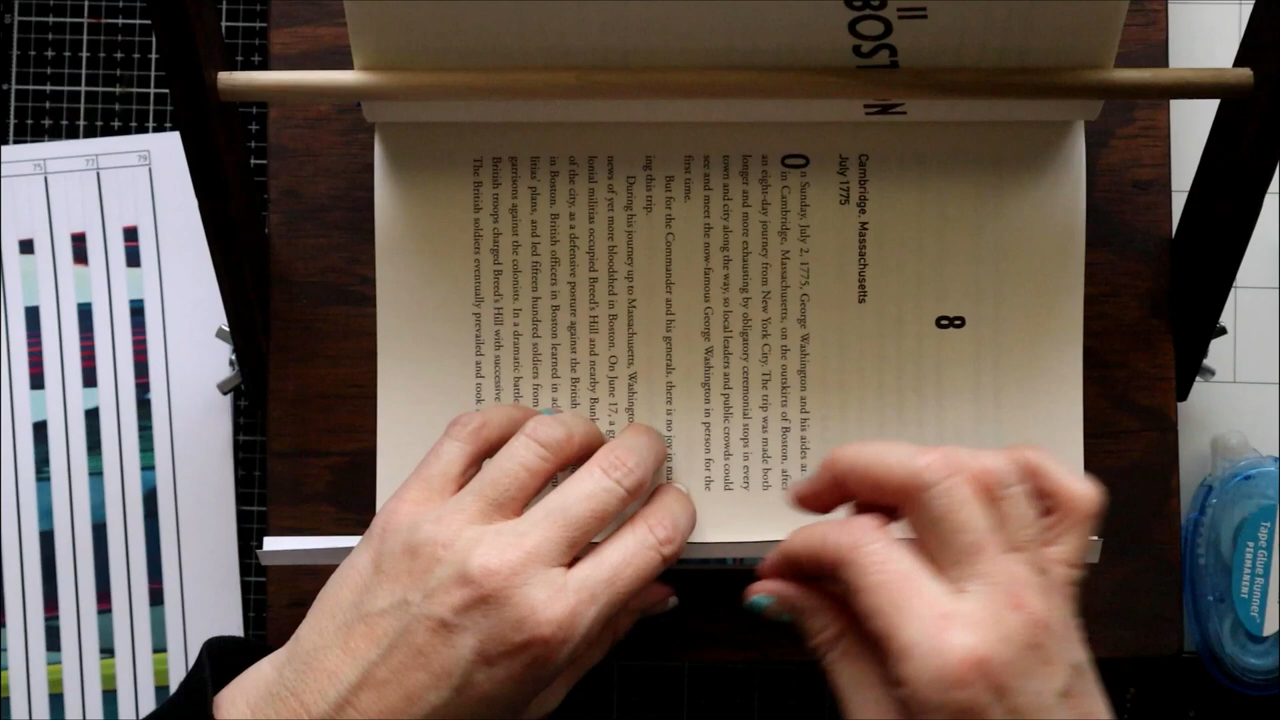 II
BOSTON
8
Cambridge, Massachusetts
July 1775
On Sunday, July 2, 1775, George Washington and his aides
in Cambridge, Massachusetts, on the outskirts of Boston, after
an eight-day journey from New York City. The trip was made both
longer and more exhausting by obligatory ceremonial stops in every
town and city along the way, so local leaders and public crowds could
see and meet the now-famous George Washington in person for the
first time.
But for the Commander and his generals, there is no joy in
ing this trip.
During his journey up to Massachusetts,
news of yet more bloodshed in Boston. On June 17, a
lonial militias occupied Breed's Hill and nearby
of the city, as a defensive posture against the British
in Boston. British officers in Boston learned in
litias' plans, and led fifteen hundred soldiers from
garrisons against the colonists. In a dramatic battle
British troops charged Breed's Hill with successive
The British soldiers eventually prevailed and took
75 77 79
Tape Glue Runner
PERMANENT